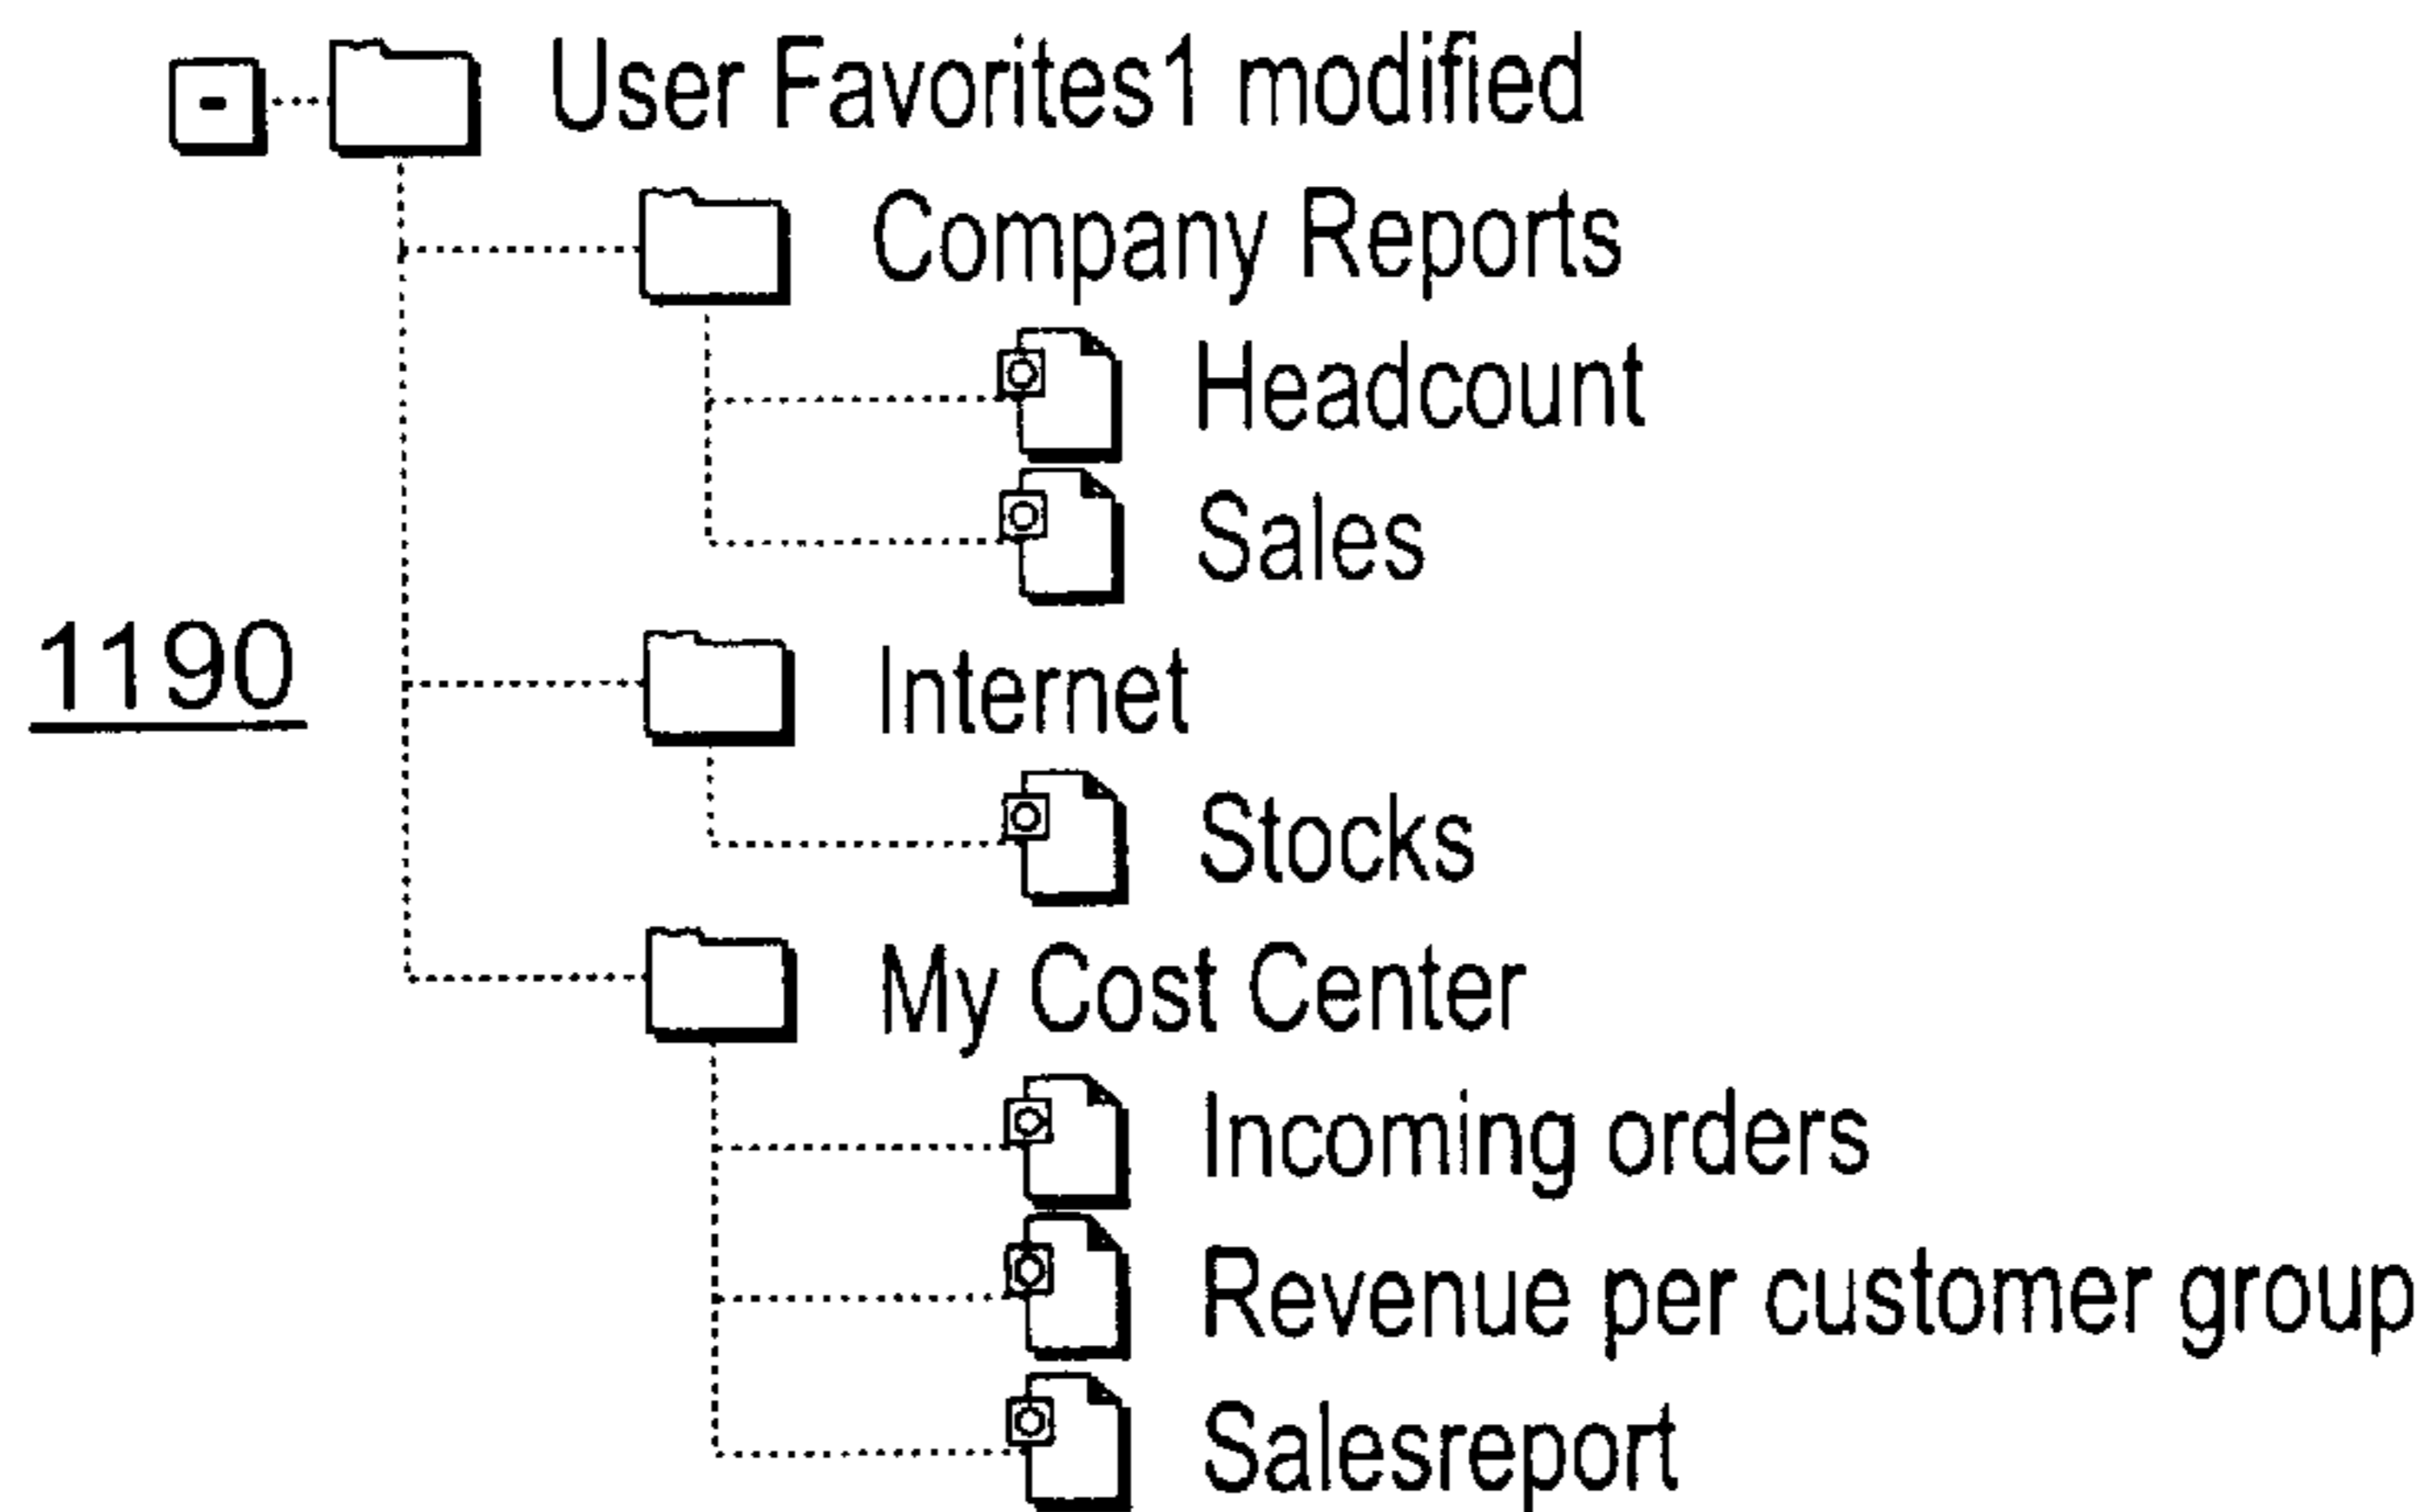 User Favorites1 modified
Company Reports
Headcount
Sales
1190
Internet
Stocks
My Cost Center
Incoming orders
Revenue per customer group
Salesreport